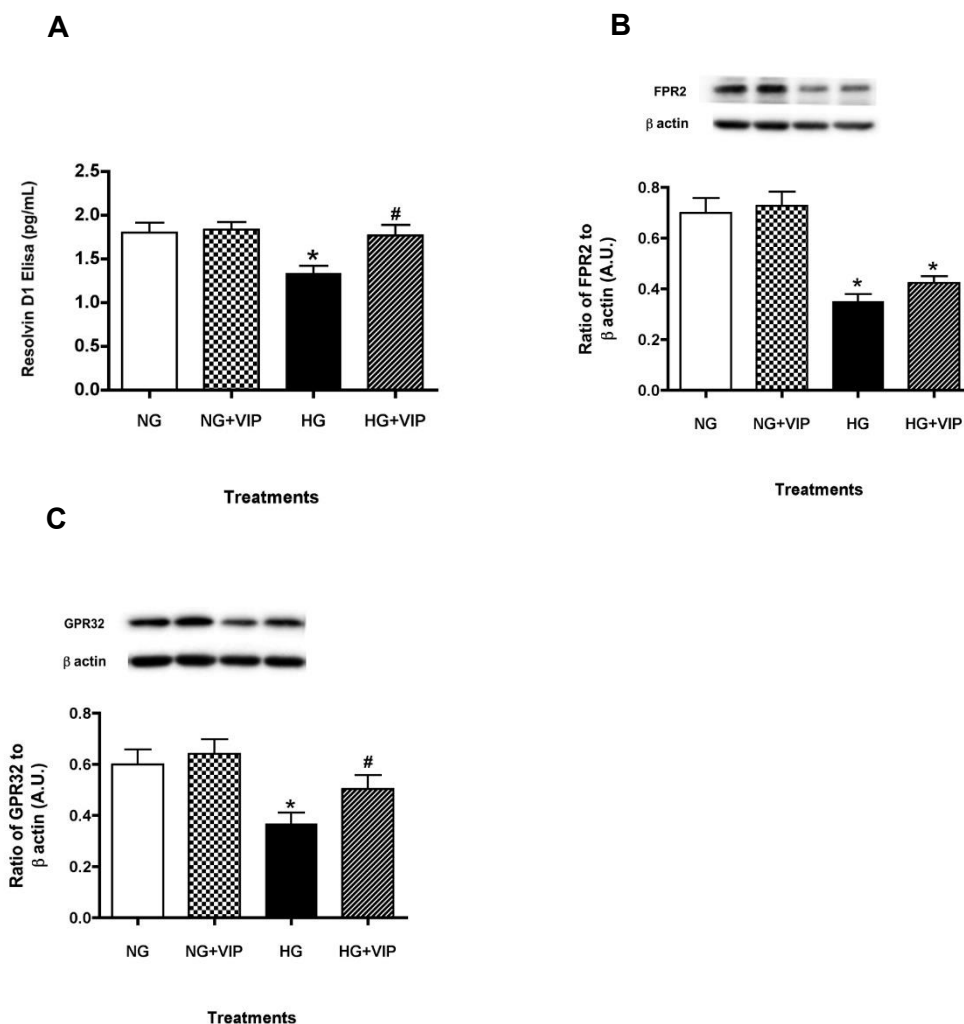 A
Resolvin D1 Elisa (pg/mL)
2.5
2.0
1.5
1.0
0.5
0.0
*
#
NG NG+VIP HG HG+VIP
Treatments
B
FPR2
β actin
Ratio of FPR2 to
β actin (A.U.)
0.8
0.6
0.4
0.2
0.0
*
*
NG NG+VIP HG HG+VIP
Treatments
C
GPR32
β actin
Ratio of GPR32 to
β actin (A.U.)
0.8
0.6
0.4
0.2
0.0
*
#
NG NG+VIP HG HG+VIP
Treatments